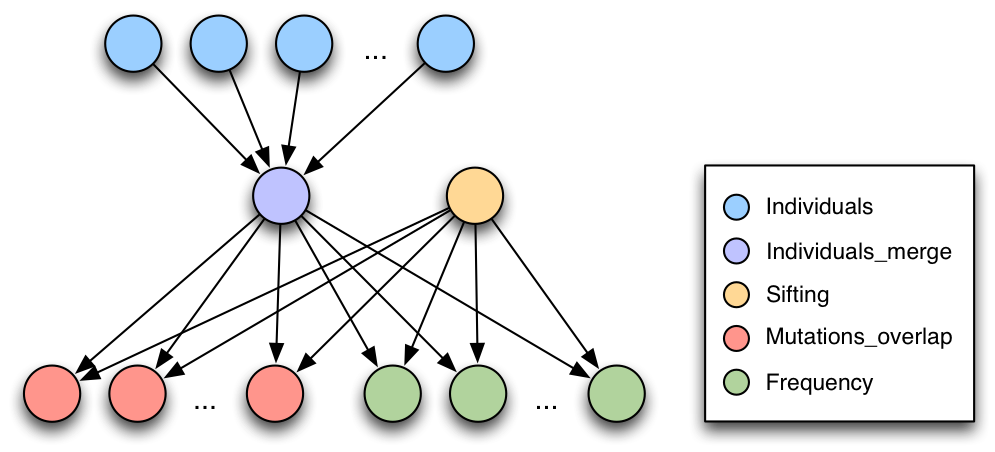 ...
Individuals
Individuals_merge
Sifting
Mutations_overlap
Frequency
...
...